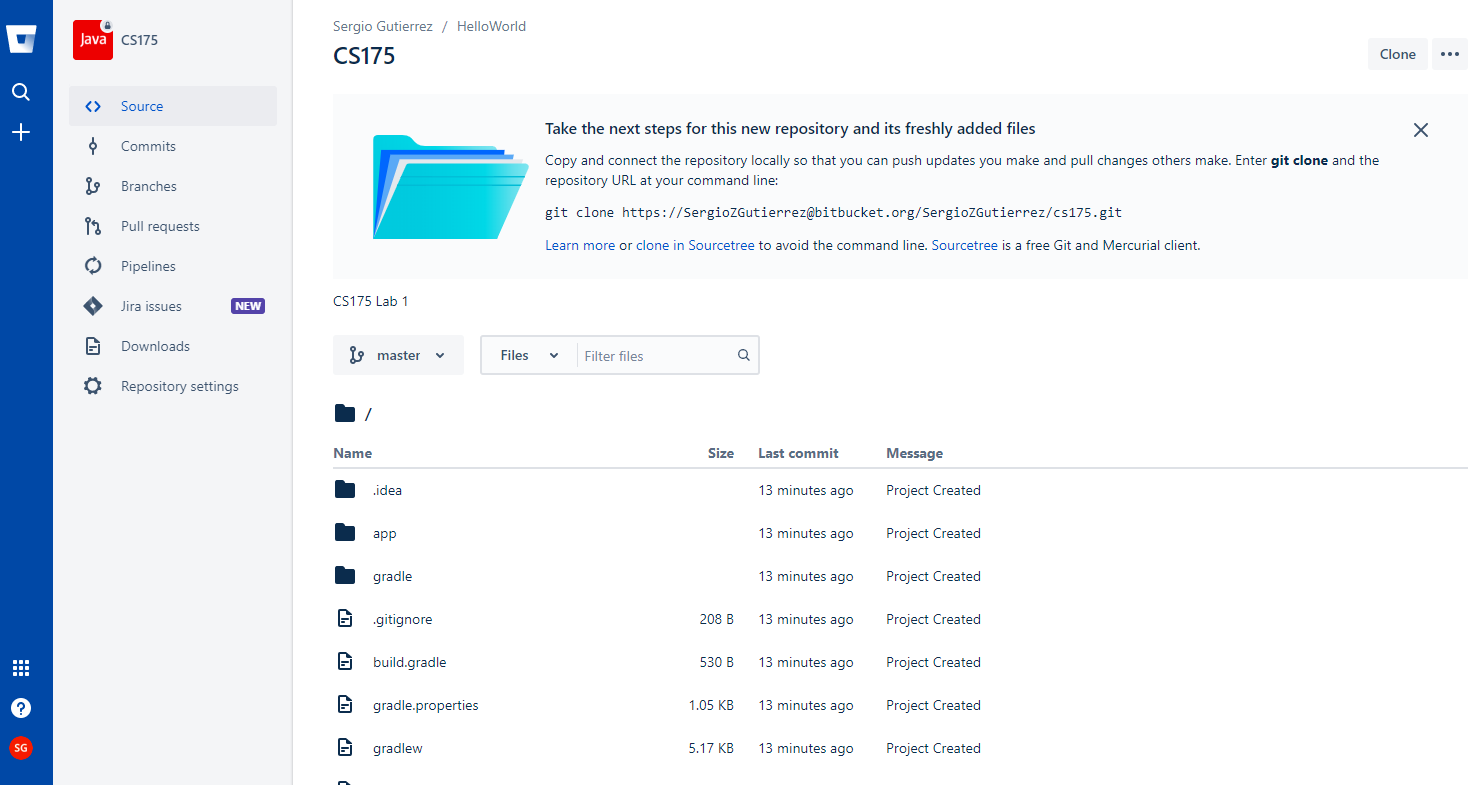 Java
CS175
Source
Commits
Branches
Pull requests
Pipelines
Jira issues NEW
Downloads
Repository settings
SG
Sergio Gutierrez / HelloWorld
CS175
Clone
Take the next steps for this new repository and its freshly added files
Copy and connect the repository locally so that you can push updates you make and pull changes others make. Enter git clone and the
repository URL at your command line:
git clone https://SergioZGutierrez@bitbucket.org/SergioZGutierrez/cs175.git
Learn more or clone in Sourcetree to avoid the command line. Sourcetree is a free Git and Mercurial client.
CS175 Lab 1
master
Files
Filter files
/
Name Size Last commit Message
.idea 13 minutes ago Project Created
app 13 minutes ago Project Created
gradle 13 minutes ago Project Created
.gitignore 208 B 13 minutes ago Project Created
build.gradle 530 B 13 minutes ago Project Created
gradle.properties 1.05 KB 13 minutes ago Project Created
gradlew 5.17 KB 13 minutes ago Project Created